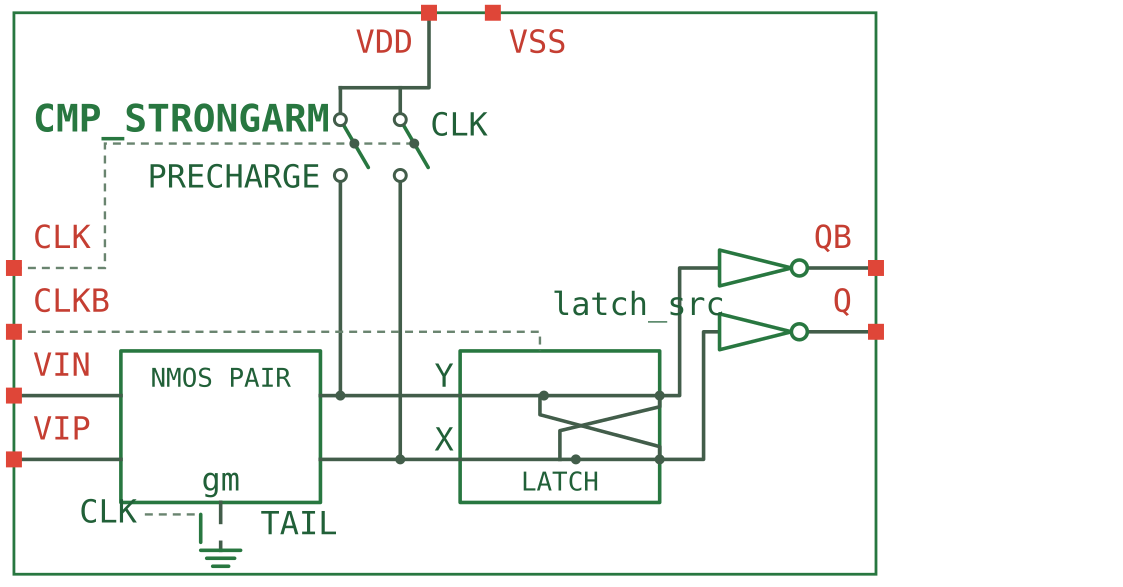 VDD
VSS
CMP_STRONGARM
CLK
PRECHARGE
CLK
QB
CLKB
latch_src
Q
VIN
NMOS PAIR
Y
VIP
X
gm
LATCH
CLK
TAIL